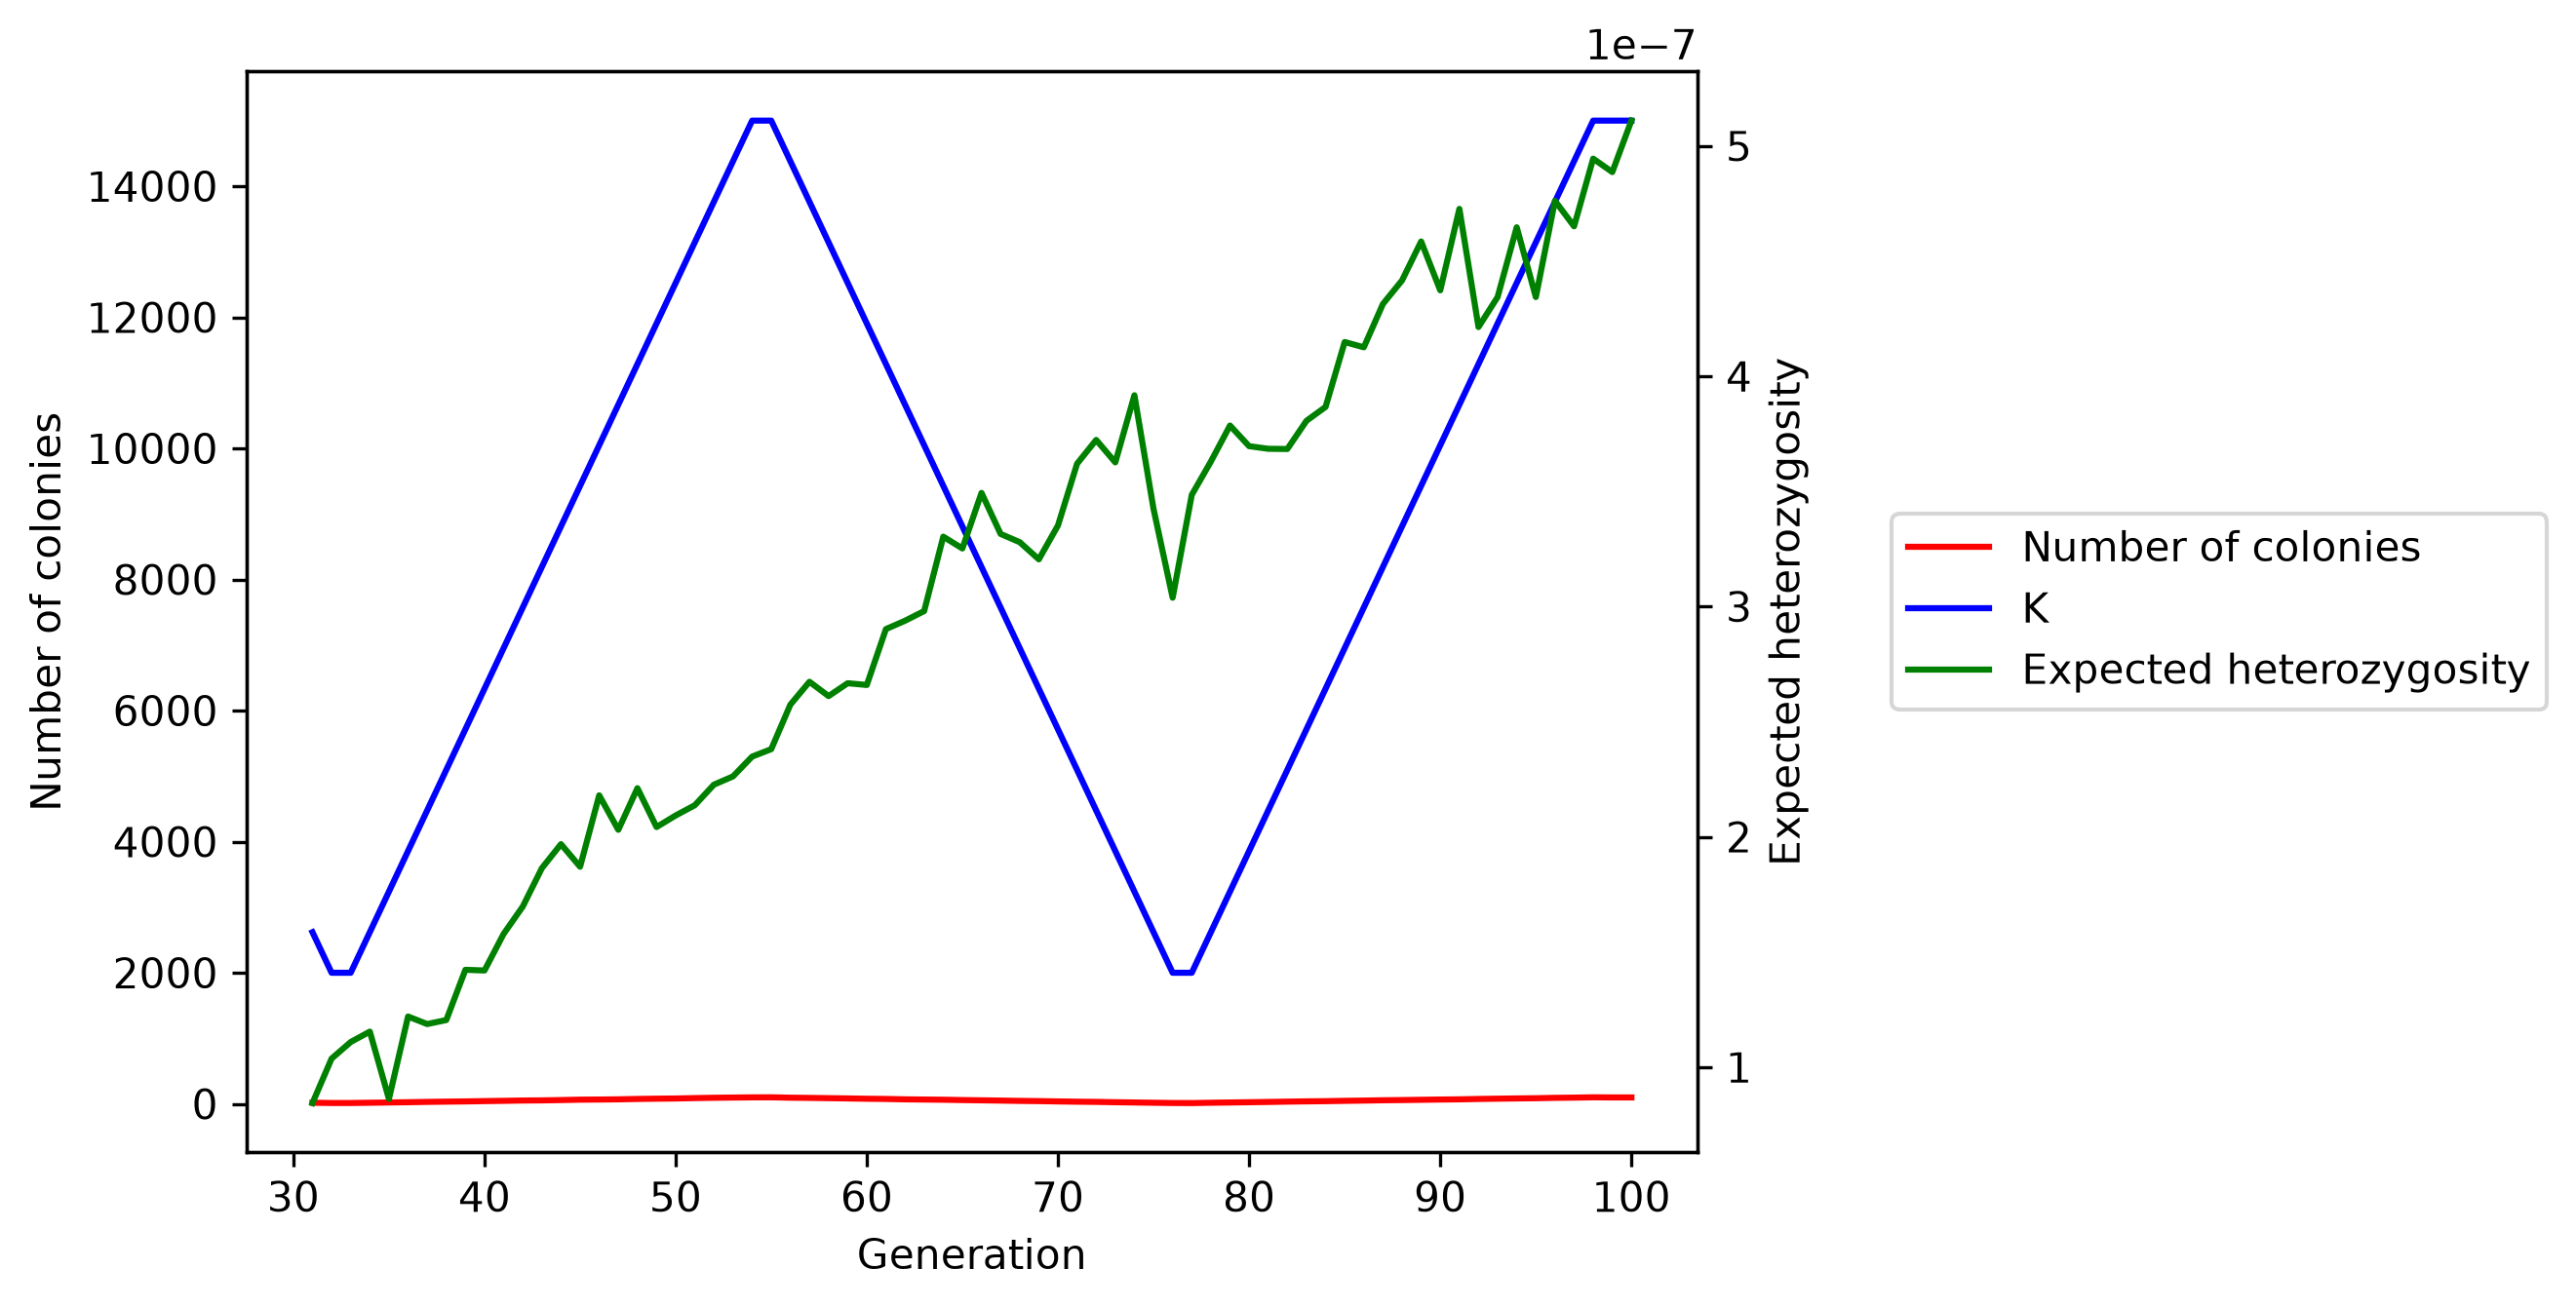 1e−7
Number of colonies
14000
12000
10000
8000
6000
4000
2000
0
30 40 50 60 70 80 90 100
Generation
5
4
3
2
1
Expected heterozygosity
Number of colonies
K
Expected heterozygosity